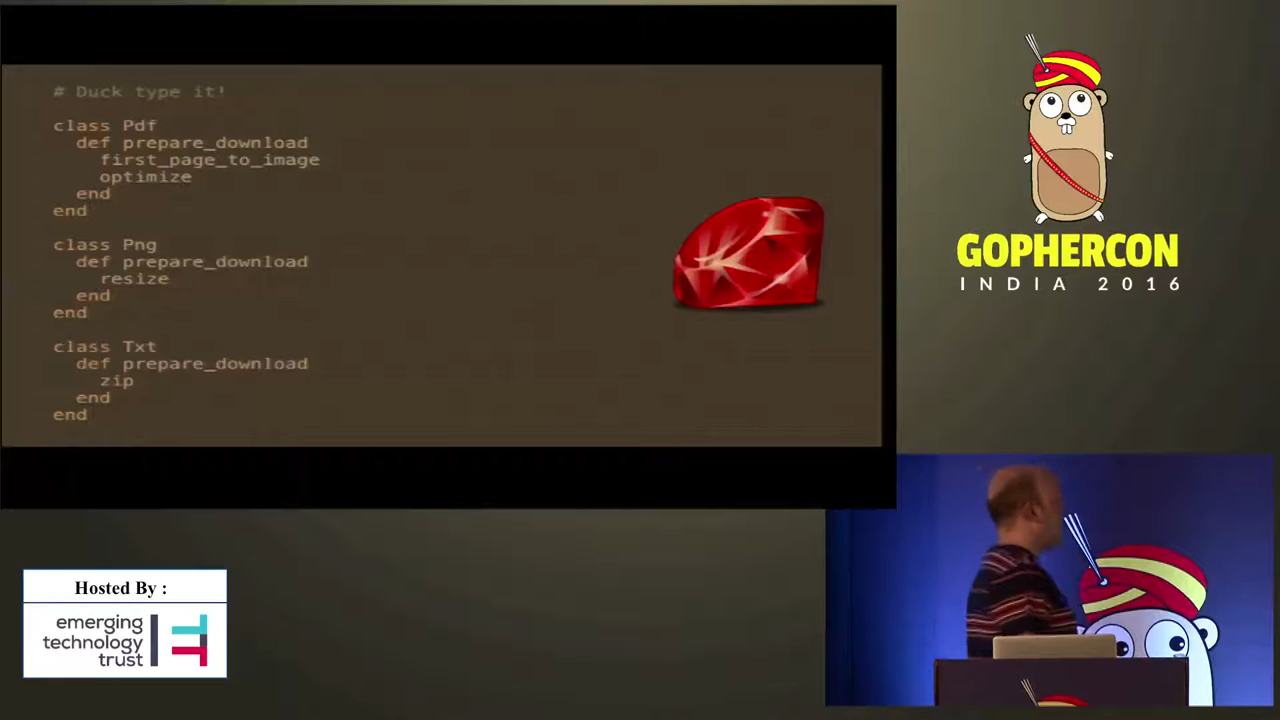 # Duck type it!
class Pdf
def prepare_download
first_page_to_image
optimize
end
end
class Png
def prepare_download
resize
end
end
class Txt
def prepare_download
zip
end
end
GOPHERCON
INDIA 2016
Hosted By :
emerging
technology
trust